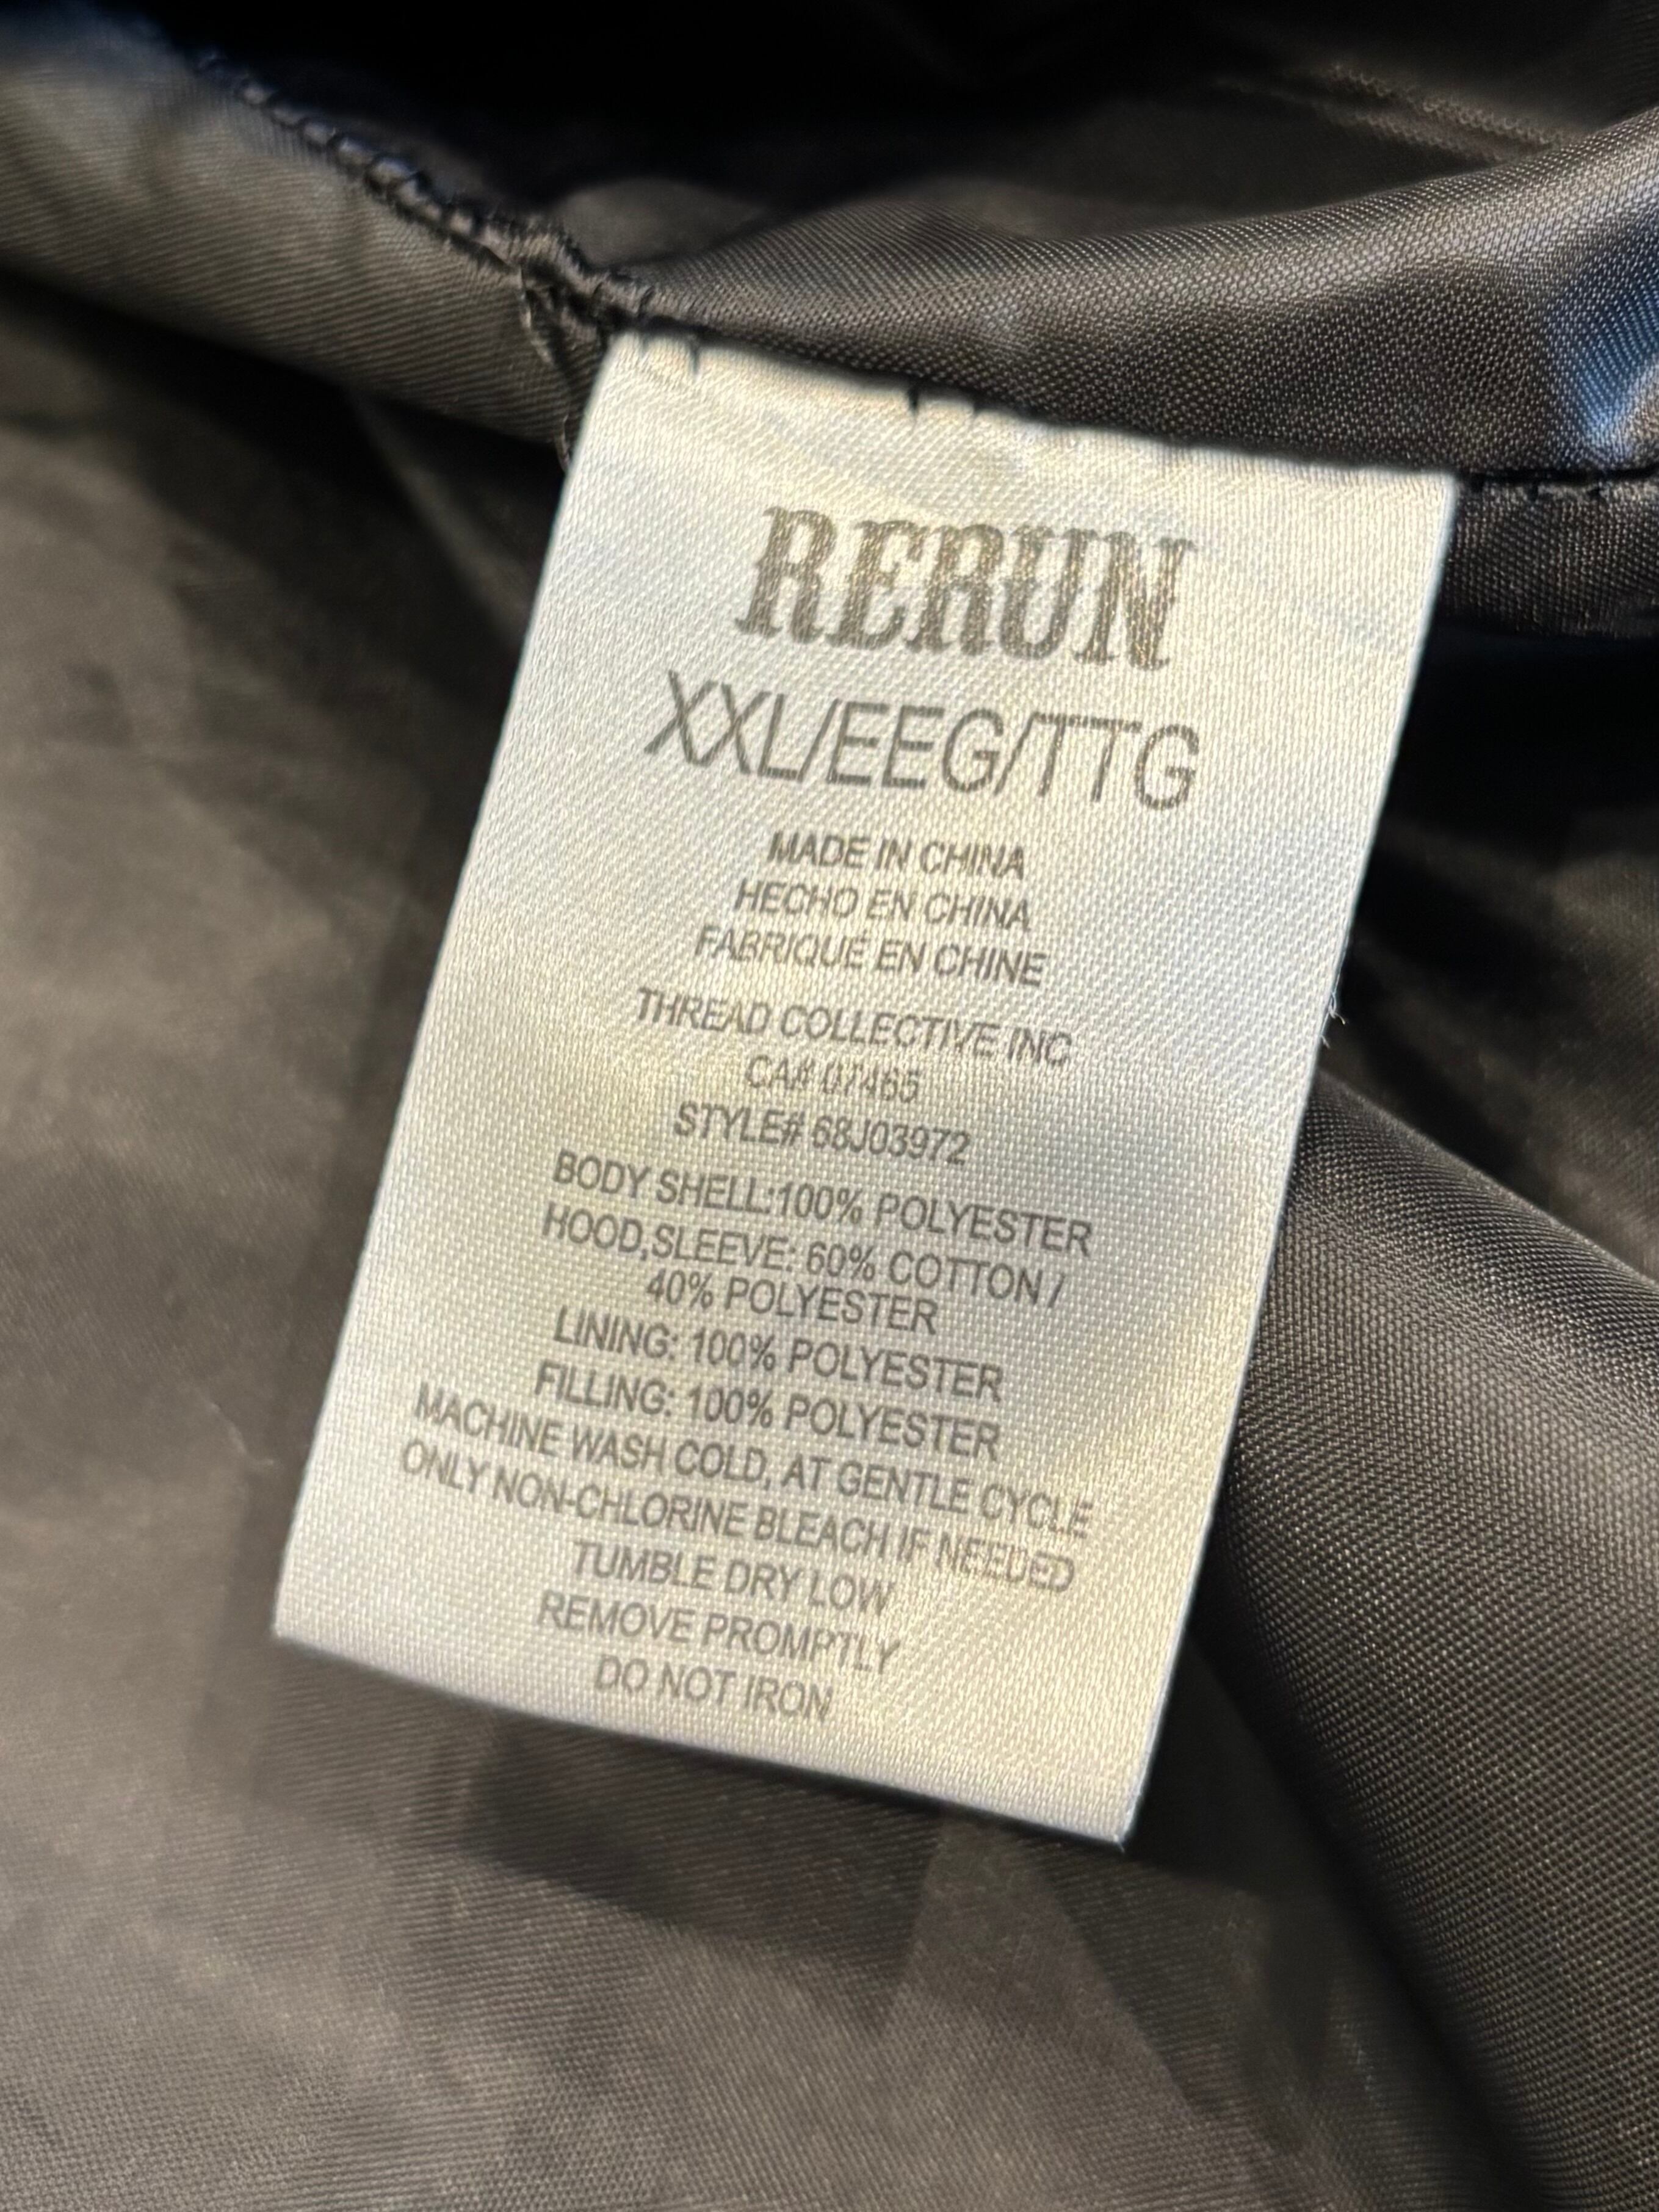 RERUN
XXL/EEG/TTG
MADE IN CHINA
HECHO EN CHINA
FABRIQUÉ EN CHINE
THREAD COLLECTIVE INC
CA# 07465
STYLE# 68J03972
BODY SHELL:100% POLYESTER
HOOD,SLEEVE: 60% COTTON /
40% POLYESTER
LINING: 100% POLYESTER
FILLING: 100% POLYESTER
MACHINE WASH COLD, AT GENTLE CYCLE
ONLY NON-CHLORINE BLEACH IF NEEDED
TUMBLE DRY LOW
REMOVE PROMPTLY
DO NOT IRON